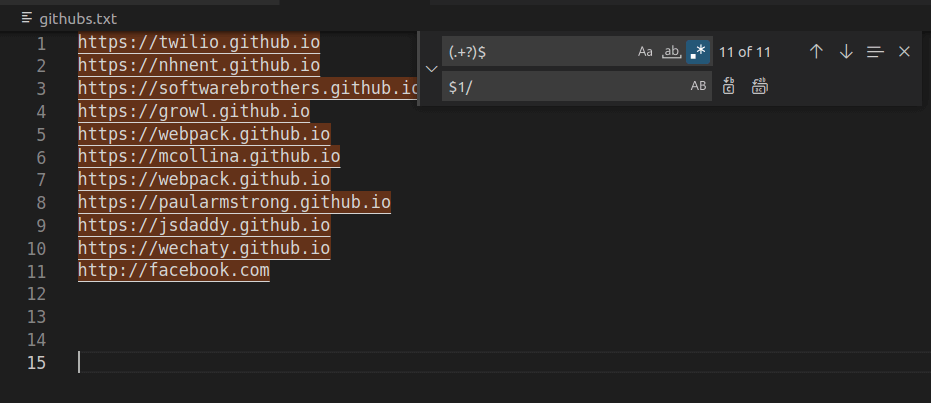 githubs.txt
(.+?)$ Aa ab .* 11 of 11
$1/ AB
1 https://twilio.github.io
2 https://nhnent.github.io
3 https://softwarebrothers.github.io
4 https://growl.github.io
5 https://webpack.github.io
6 https://mcollina.github.io
7 https://webpack.github.io
8 https://paularmstrong.github.io
9 https://jsdaddy.github.io
10 https://wechaty.github.io
11 http://facebook.com
12
13
14
15